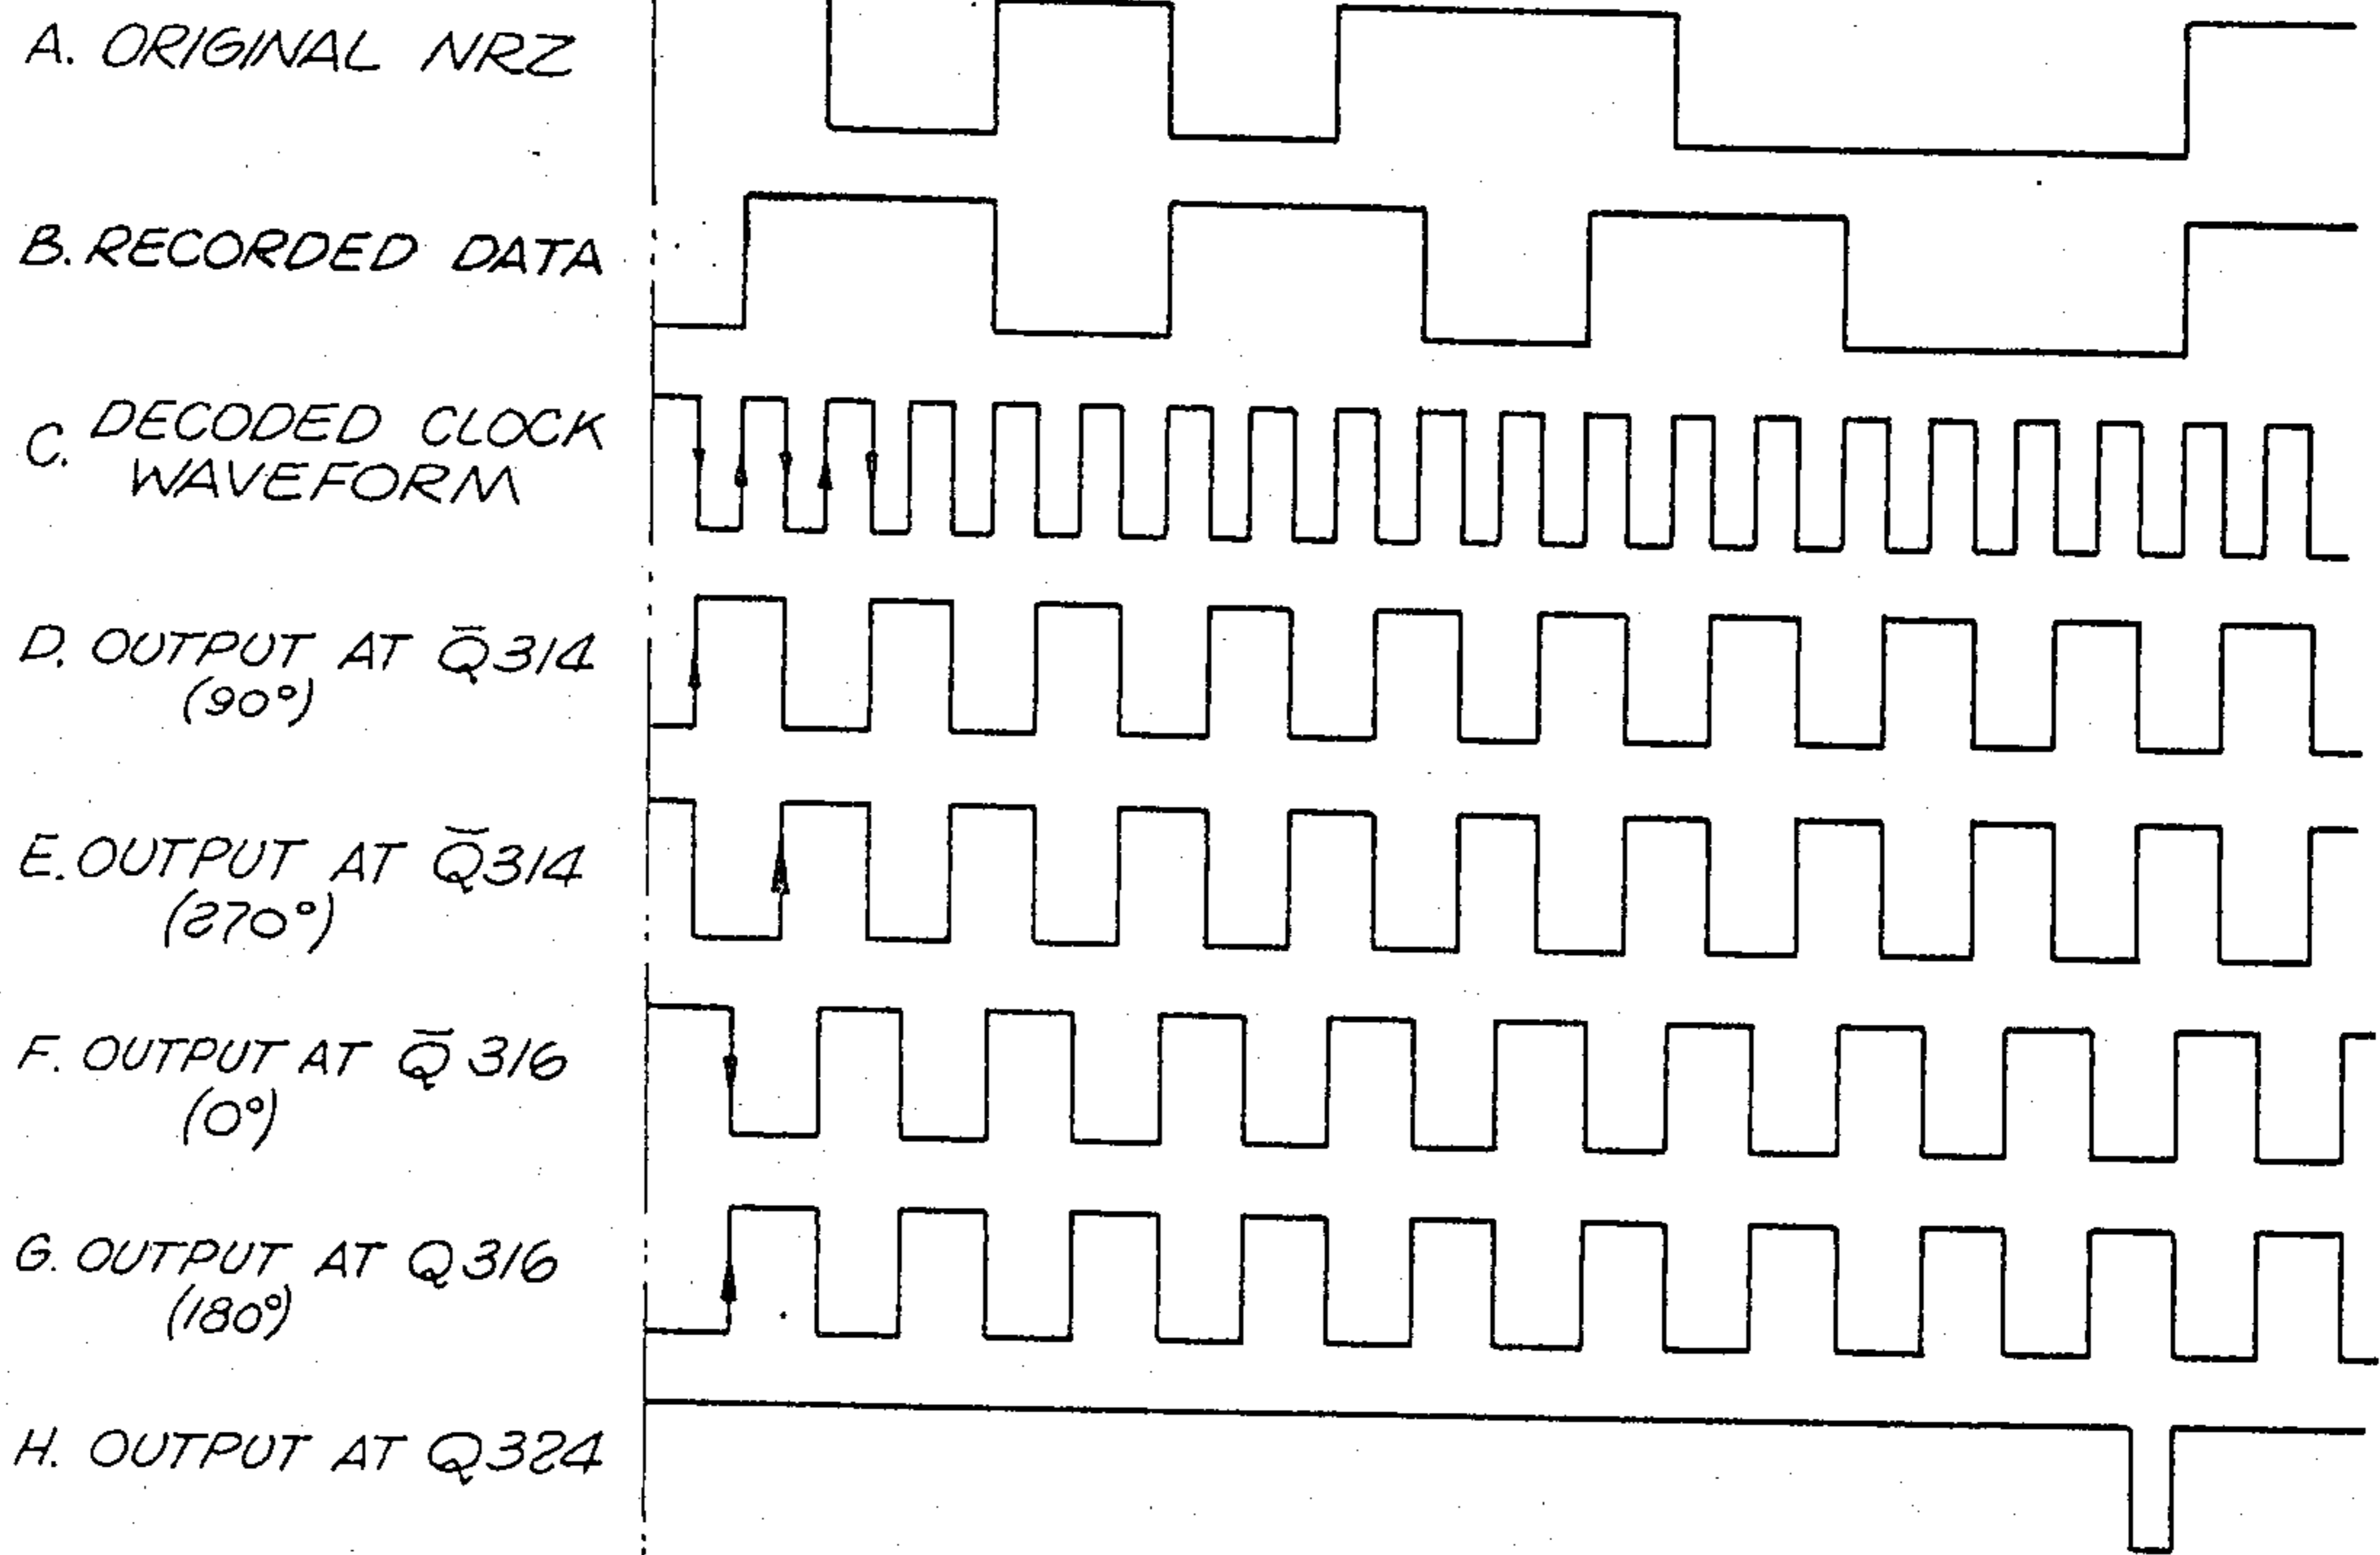 A. ORIGINAL NRZ
B. RECORDED DATA
C. DECODED CLOCK
WAVEFORM
D. OUTPUT AT Q̅314
(90°)
E. OUTPUT AT Q̅314
(270°)
F. OUTPUT AT Q̅ 316
(0°)
G. OUTPUT AT Q316
(180°)
H. OUTPUT AT Q324